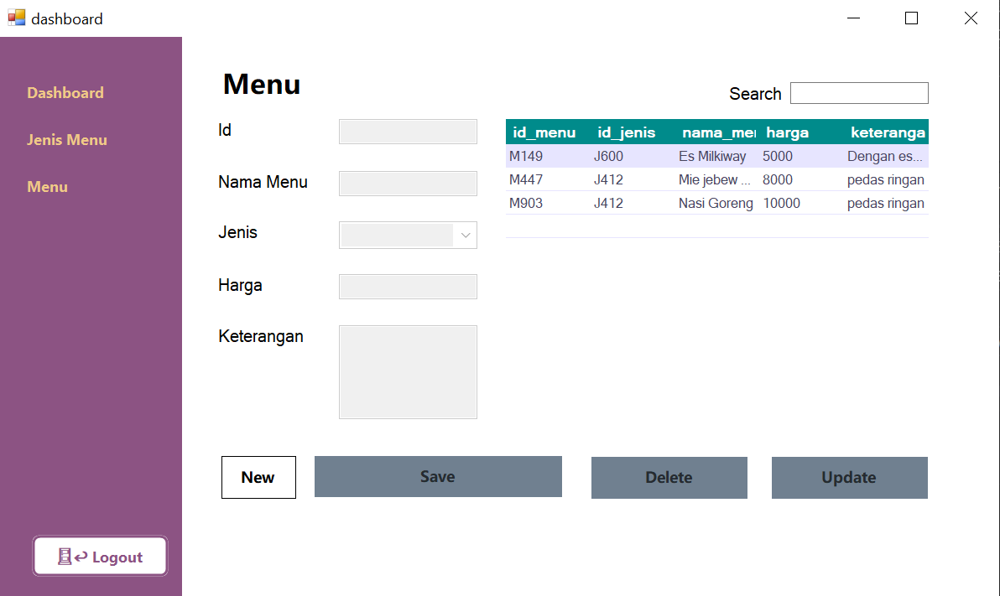 dashboard
Dashboard
Jenis Menu
Menu
Logout
Menu
Search
Id
Nama Menu
Jenis
Harga
Keterangan
id_menu id_jenis nama_mei harga keteranga
M149 J600 Es Milkiway 5000 Dengan es...
M447 J412 Mie jebew ... 8000 pedas ringan
M903 J412 Nasi Goreng 10000 pedas ringan
New Save Delete Update